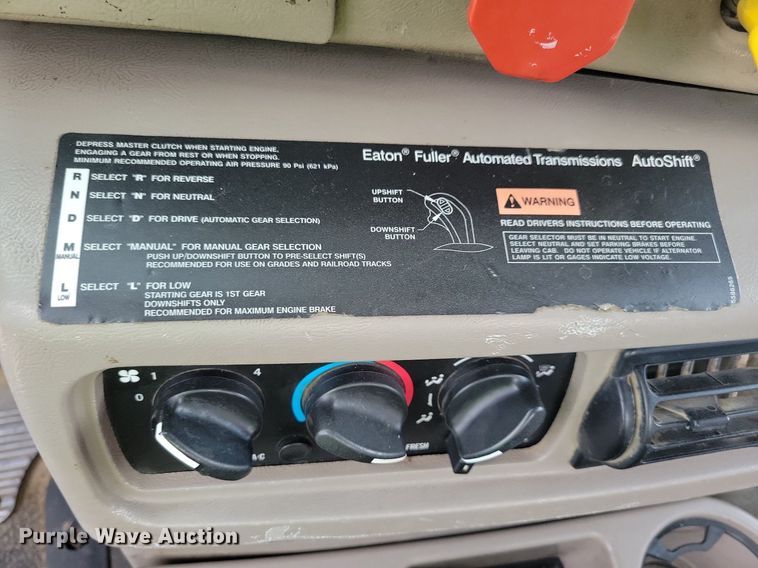 DEPRESS MASTER CLUTCH WHEN STARTING ENGINE.
ENGAGING A GEAR FROM REST OR WHEN STOPPING.
MINIMUM RECOMMENDED OPERATING AIR PRESSURE 90 Psi (621 kPa)
R SELECT "R" FOR REVERSE
N SELECT "N" FOR NEUTRAL
D SELECT "D" FOR DRIVE (AUTOMATIC GEAR SELECTION)
M SELECT "MANUAL" FOR MANUAL GEAR SELECTION
MANUAL PUSH UP/DOWNSHIFT BUTTON TO PRE-SELECT SHIFT(S)
RECOMMENDED FOR USE ON GRADES AND RAILROAD TRACKS
L SELECT "L" FOR LOW
LOW STARTING GEAR IS 1ST GEAR
DOWNSHIFTS ONLY
RECOMMENDED FOR MAXIMUM ENGINE BRAKE
Eaton® Fuller® Automated Transmissions AutoShift®
UPSHIFT
BUTTON
DOWNSHIFT
BUTTON
WARNING
READ DRIVERS INSTRUCTIONS BEFORE OPERATING
GEAR SELECTOR MUST BE IN NEUTRAL TO START ENGINE.
SELECT NEUTRAL AND SET PARKING BRAKES BEFORE
LEAVING CAB. DO NOT OPERATE VEHICLE IF ALTERNATOR
LAMP IS LIT OR GAGES INDICATE LOW VOLTAGE.
5586268
0 1 4
A/C
FRESH
Purple Wave Auction